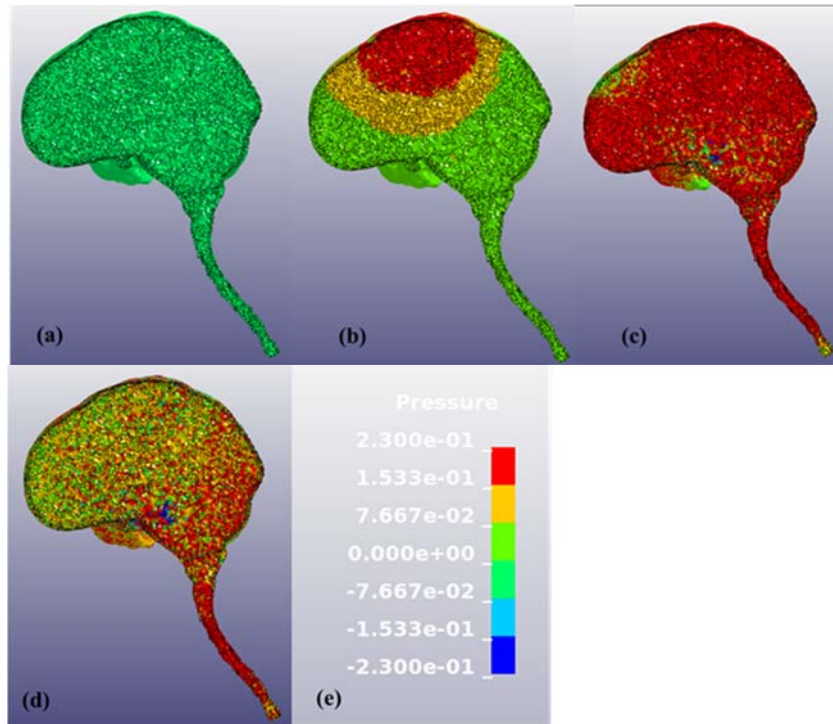 (a)
(b)
(c)
(d)
(e)
Pressure
2.300e-01
1.533e-01
7.667e-02
0.000e+00
-7.667e-02
-1.533e-01
-2.300e-01